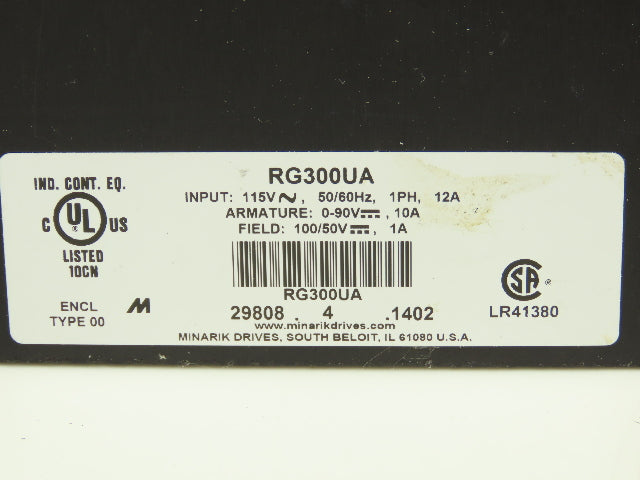 RG300UA
IND. CONT. EQ.
INPUT: 115V∿, 50/60Hz, 1PH, 12A
ARMATURE: 0-90V⎓, 10A
FIELD: 100/50V⎓, 1A
C UL ® US
LISTED
10CN
ENCL
TYPE 00
M
RG300UA
29808 . 4 .1402
www.minarikdrives.com
MINARIK DRIVES, SOUTH BELOIT, IL 61080 U.S.A.
SA ®
LR41380